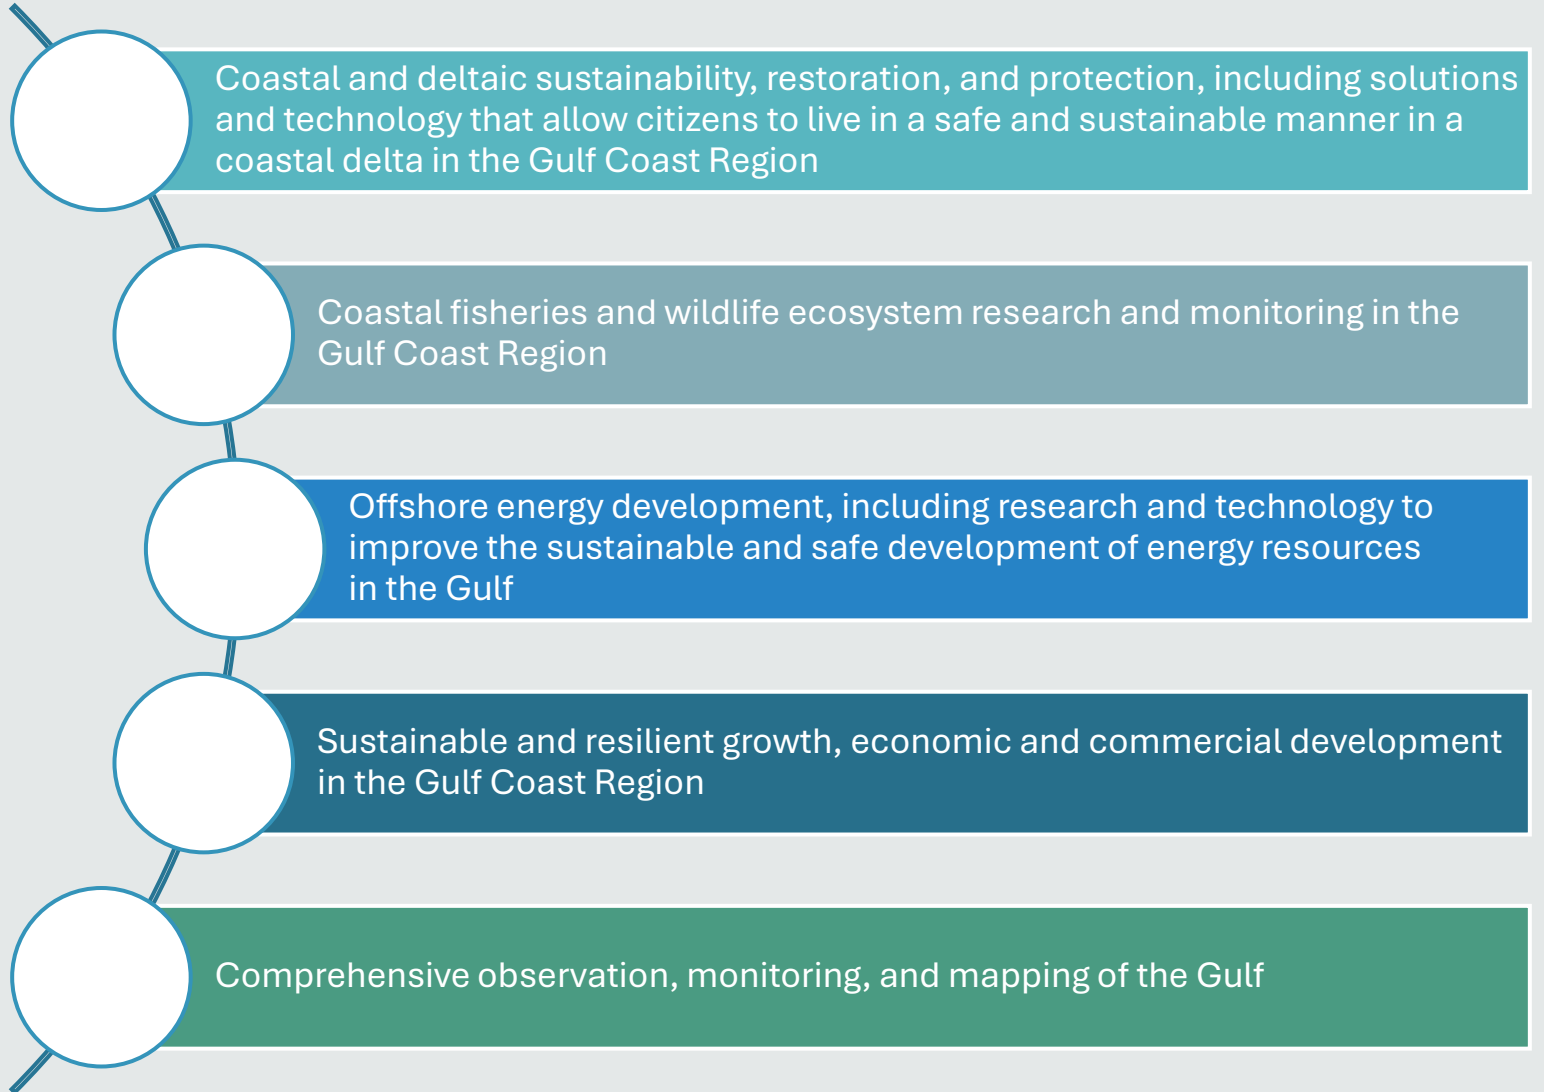 Coastal and deltaic sustainability, restoration, and protection, including solutions
and technology that allow citizens to live in a safe and sustainable manner in a
coastal delta in the Gulf Coast Region
Coastal fisheries and wildlife ecosystem research and monitoring in the
Gulf Coast Region
Offshore energy development, including research and technology to
improve the sustainable and safe development of energy resources
in the Gulf
Sustainable and resilient growth, economic and commercial development
in the Gulf Coast Region
Comprehensive observation, monitoring, and mapping of the Gulf